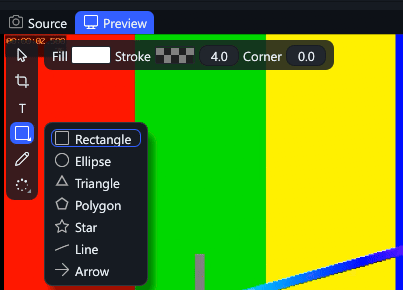 Source Preview
Fill Stroke 4.0 Corner 0.0
T
Rectangle
Ellipse
Triangle
Polygon
Star
Line
Arrow